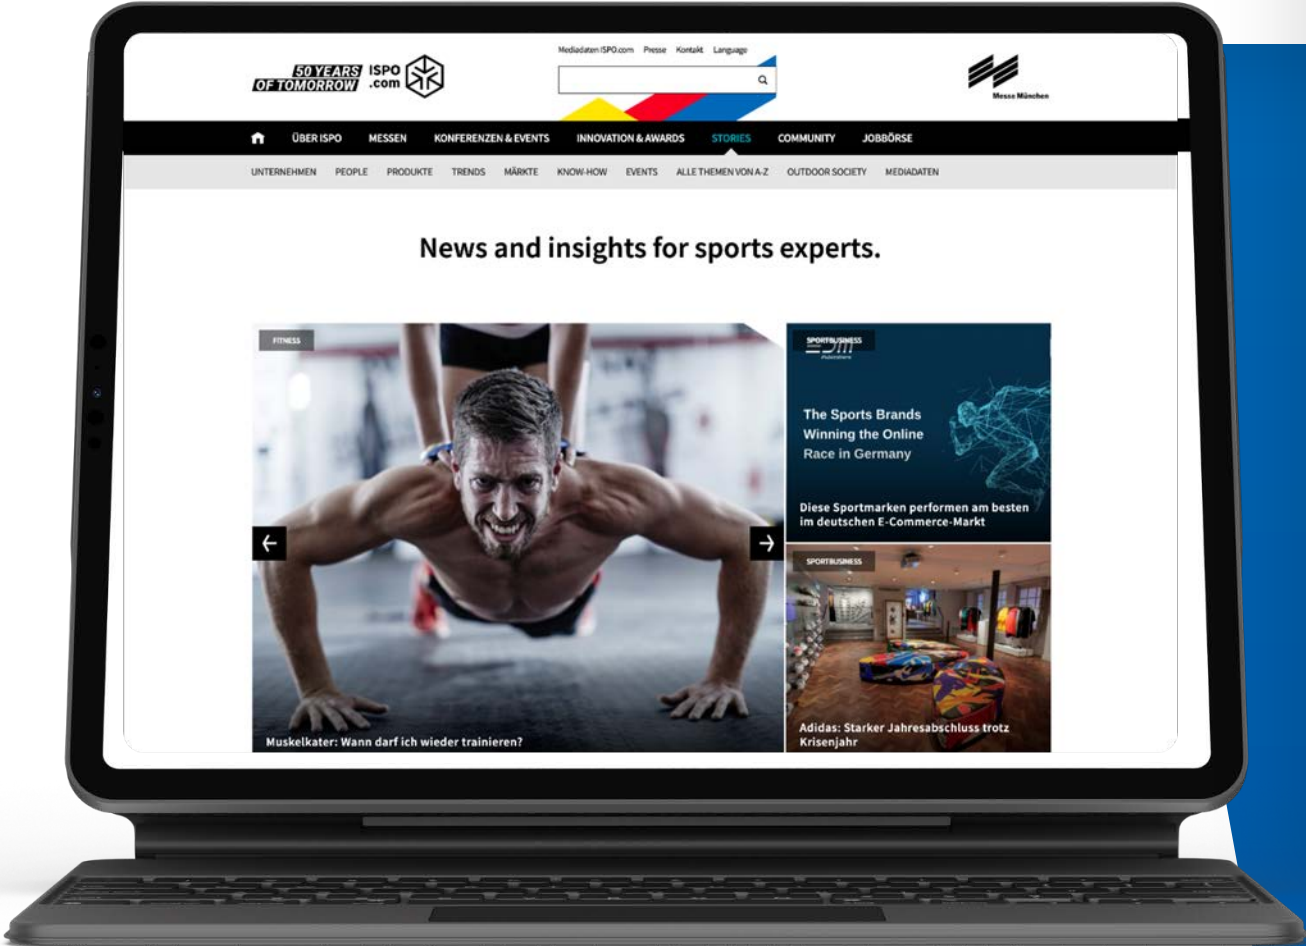 Mediadaten ISPO.com Presse Kontakt Language
50 YEARS
OF TOMORROW
ISPO
.com
Messe München
ÜBER ISPO MESSEN KONFERENZEN & EVENTS INNOVATION & AWARDS STORIES COMMUNITY JOBBÖRSE
UNTERNEHMEN PEOPLE PRODUKTE TRENDS MÄRKTE KNOW-HOW EVENTS ALLE THEMEN VON A-Z OUTDOOR SOCIETY MEDIADATEN
News and insights for sports experts.
FITNESS
Muskelkater: Wann darf ich wieder trainieren?
SPORTBUSINESS
The Sports Brands
Winning the Online
Race in Germany
Diese Sportmarken performen am besten
im deutschen E-Commerce-Markt
SPORTBUSINESS
Adidas: Starker Jahresabschluss trotz
Krisenjahr